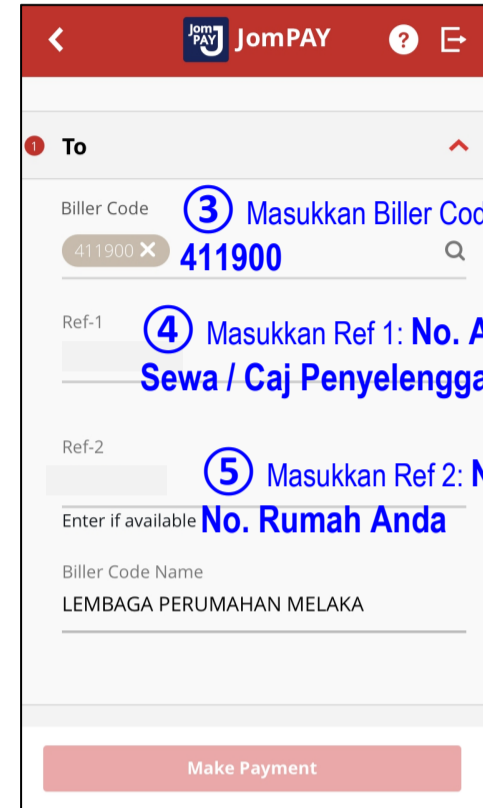 Jom PAY JomPAY ?
1 To
Biller Code
3 Masukkan Biller Cod
411900 411900
Ref-1
4 Masukkan Ref 1: No. A
Sewa / Caj Penyelengga
Ref-2
5 Masukkan Ref 2: N
Enter if available No. Rumah Anda
Biller Code Name
LEMBAGA PERUMAHAN MELAKA
Make Payment